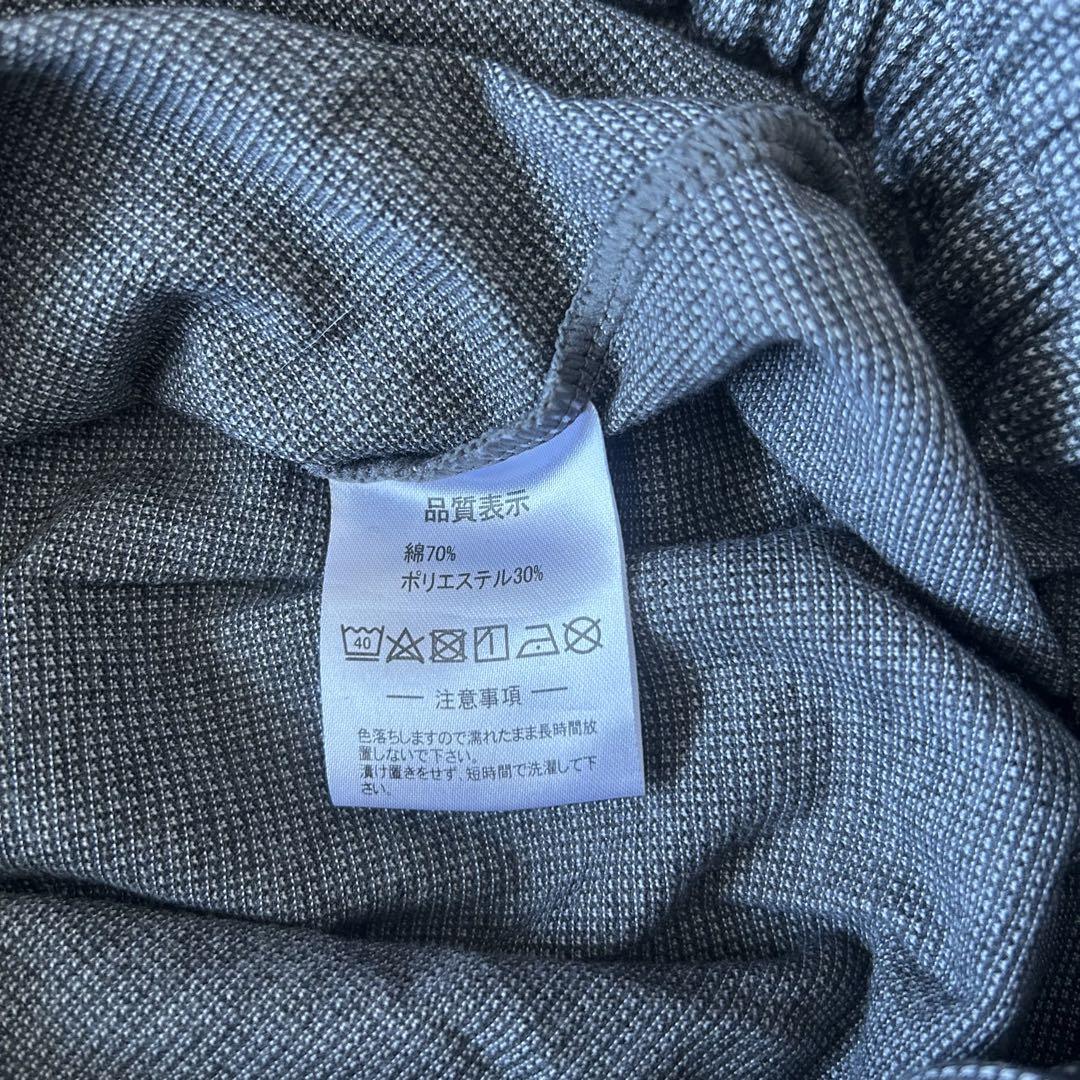 品質表示
綿70%
ポリエステル30%
40
注意事項
色落ちしますので濡れたまま長時間放
置しないで下さい。
漬け置きをせず、短時間で洗濯して下
さい。